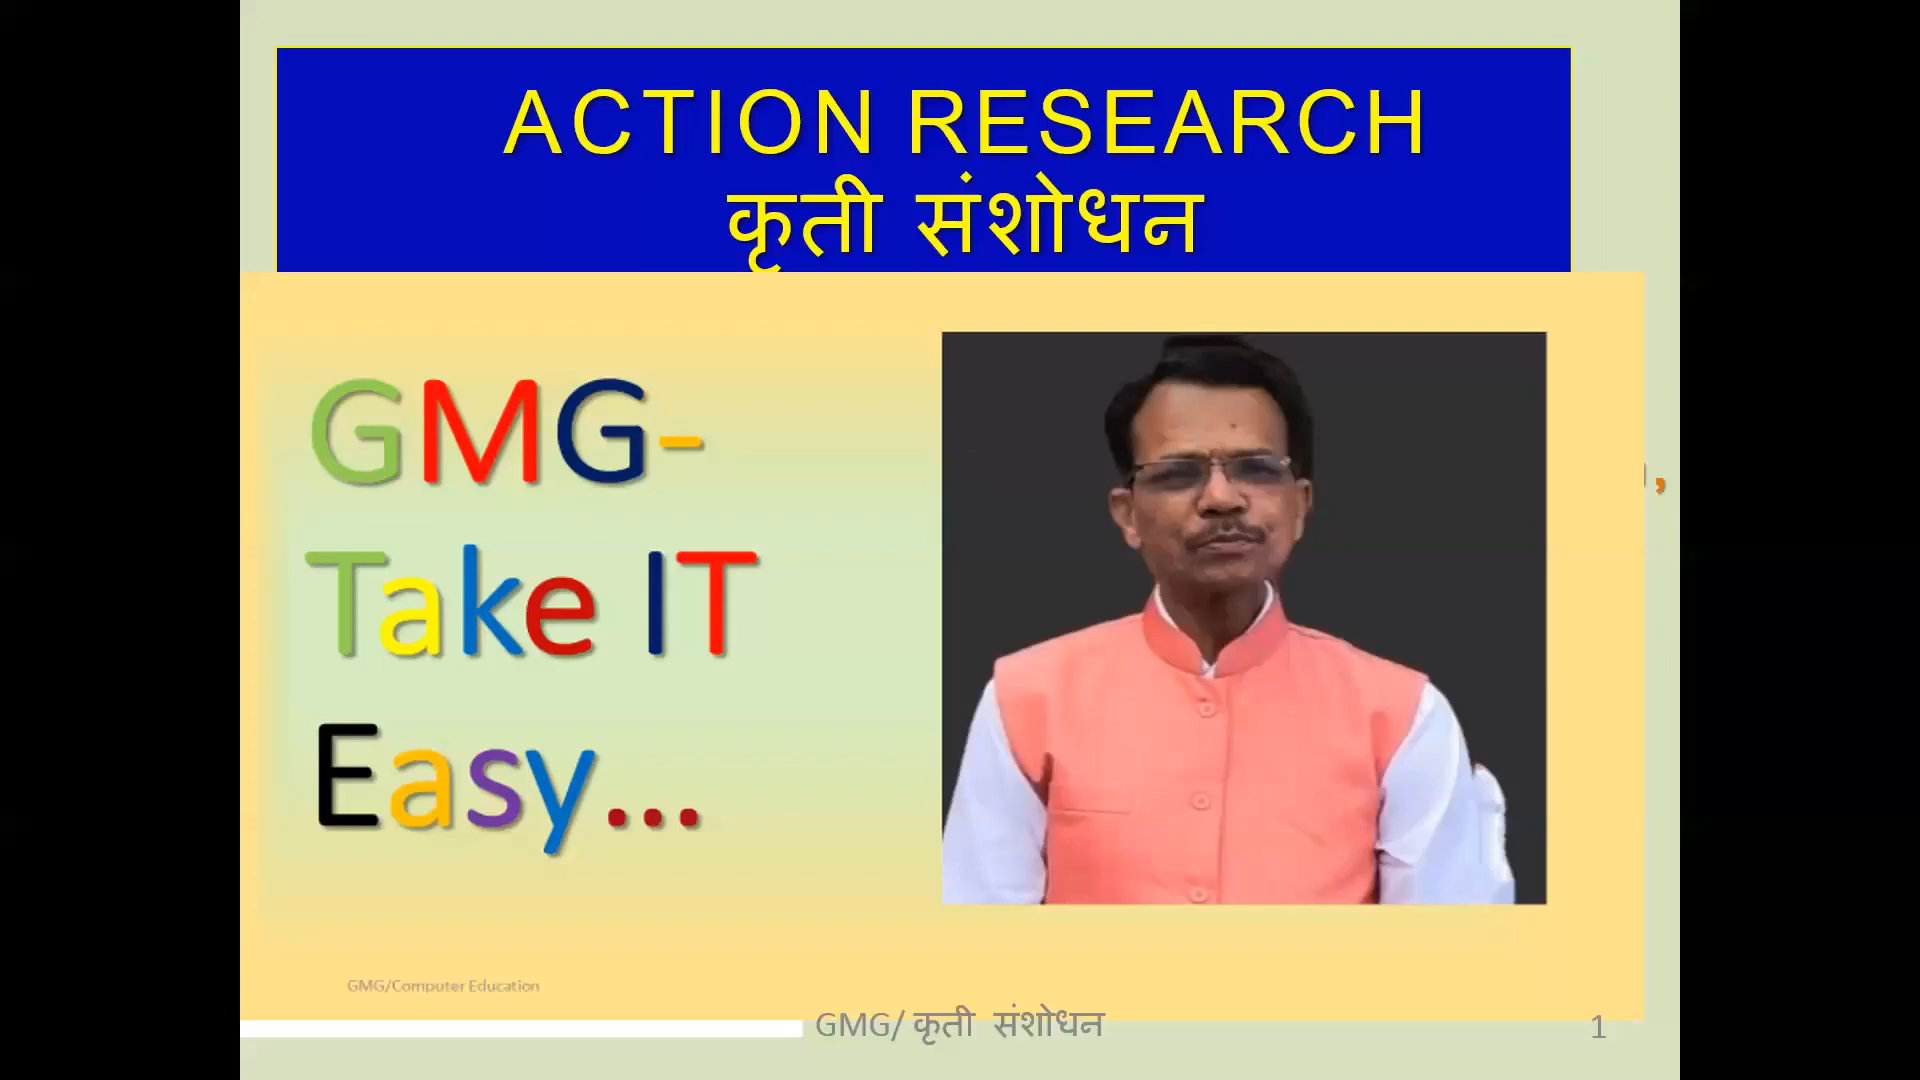 ACTION RESEARCH
कृती संशोधन
GMG-
Take IT
Easy...
GMG/Computer Education
GMG/ कृती संशोधन
1